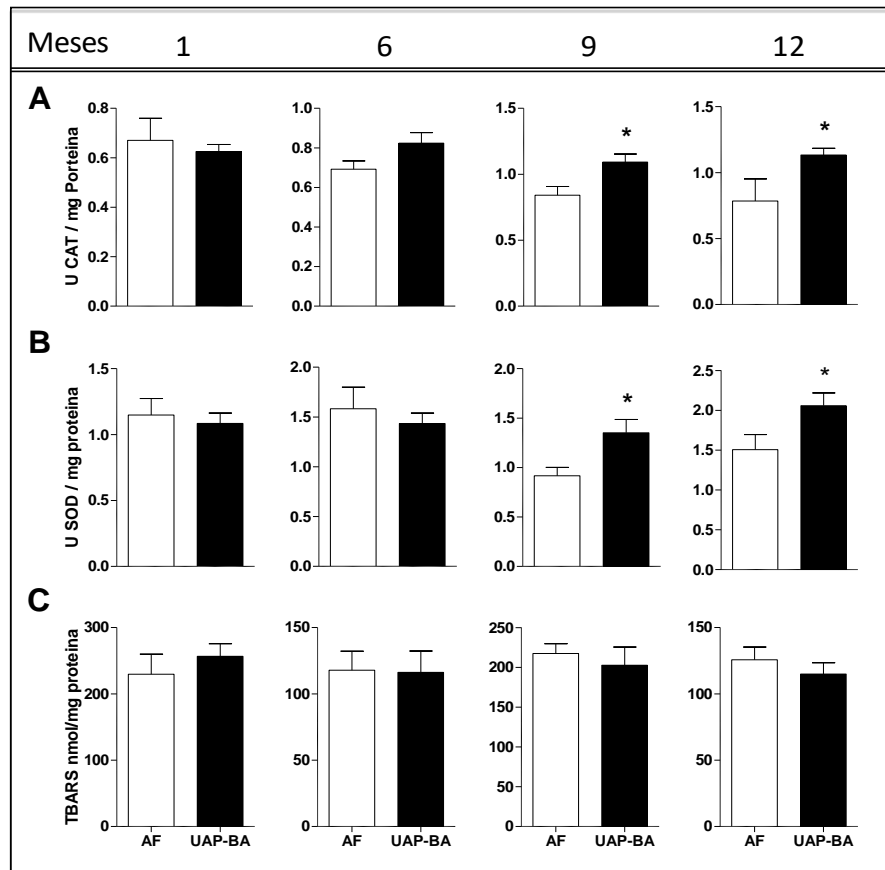 Meses 1 6 9 12
A
U CAT / mg Porteina
0.8 0.6 0.4 0.2 0.0
1.0 0.8 0.6 0.4 0.2 0.0
1.5 1.0 0.5 0.0 *
1.5 1.0 0.5 0.0 *
B
U SOD / mg proteina
1.5 1.0 0.5 0.0
2.0 1.5 1.0 0.5 0.0
2.0 1.5 1.0 0.5 0.0 *
2.5 2.0 1.5 1.0 0.5 0.0 *
C
TBARS nmol/mg proteina
300 200 100 0
150 100 50 0
250 200 150 100 50 0
150 100 50 0
AF UAP-BA AF UAP-BA AF UAP-BA AF UAP-BA